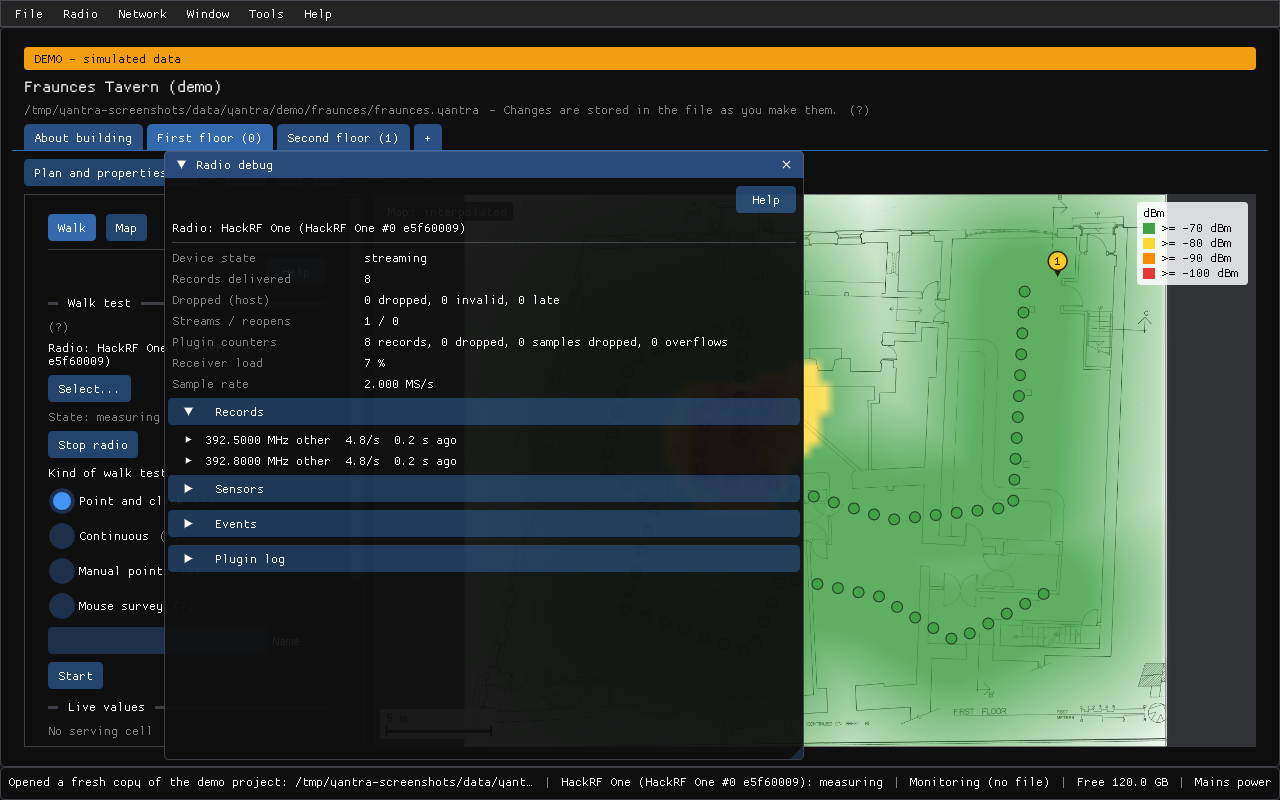 File Radio Network Window Tools Help
DEMO - simulated data
Fraunces Tavern (demo)
/tmp/yantra-screenshots/data/yantra/demo/fraunces/fraunces.yantra - Changes are stored in the file as you make them. (?)
About building First floor (0) Second floor (1) +
Plan and properties
Radio debug
Help
Walk Map
Map: interpolated
Radio: HackRF One (HackRF One #0 e5f60009)
Device state streaming
Records delivered 8
Dropped (host) 0 dropped, 0 invalid, 0 late
Streams / reopens 1 / 0
Plugin counters 8 records, 0 dropped, 0 samples dropped, 0 overflows
Receiver load 7 %
Sample rate 2.000 MS/s
Records
392.5000 MHz other 4.8/s 0.2 s ago
392.8000 MHz other 4.8/s 0.2 s ago
Sensors
Events
Plugin log
Walk test
(?)
Radio: HackRF One
e5f60009)
Select...
State: measuring
Stop radio
Kind of walk test
Point and cl
Continuous (
Manual point
Mouse survey (?)
Name
Start
Live values
No serving cell
dBm
>= -70 dBm
>= -80 dBm
>= -90 dBm
>= -100 dBm
1
5 m
FIRST FLOOR
Opened a fresh copy of the demo project: /tmp/yantra-screenshots/data/yant… | HackRF One (HackRF One #0 e5f60009): measuring | Monitoring (no file) | Free 120.0 GB | Mains power